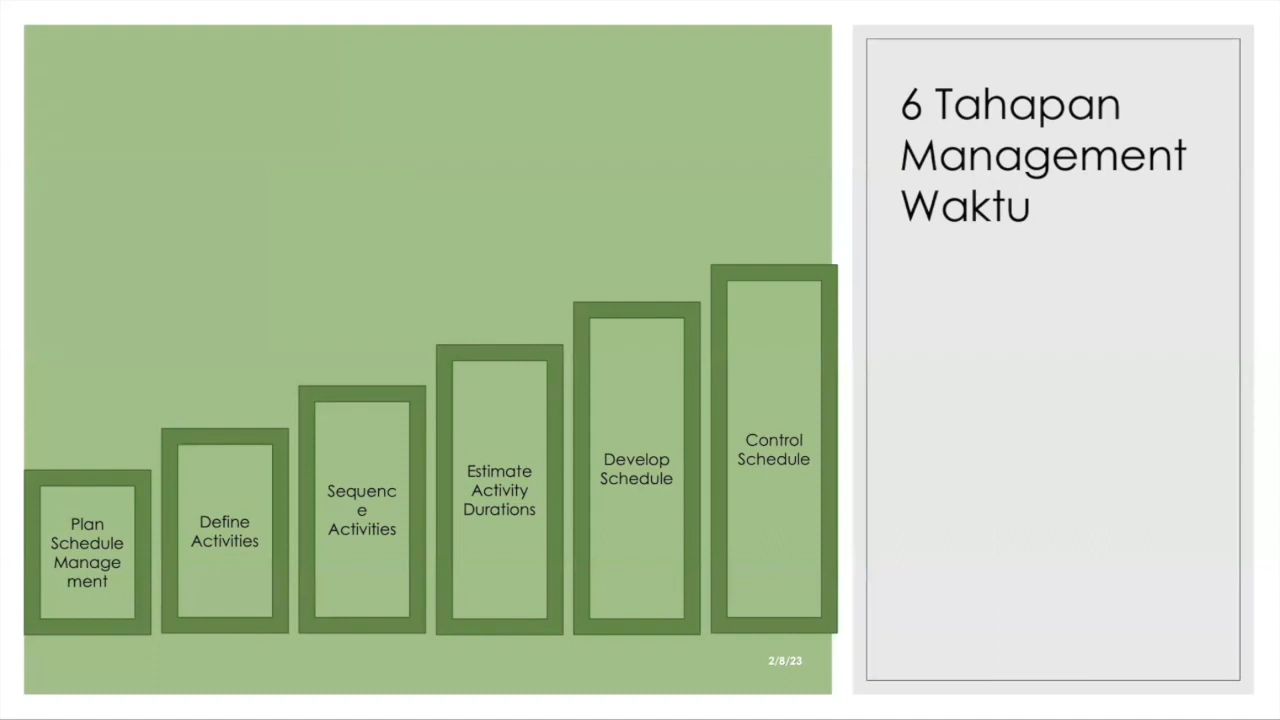 6 Tahapan
Management
Waktu
Plan
Schedule
Manage
ment
Define
Activities
Sequenc
e
Activities
Estimate
Activity
Durations
Develop
Schedule
Control
Schedule
2/8/23